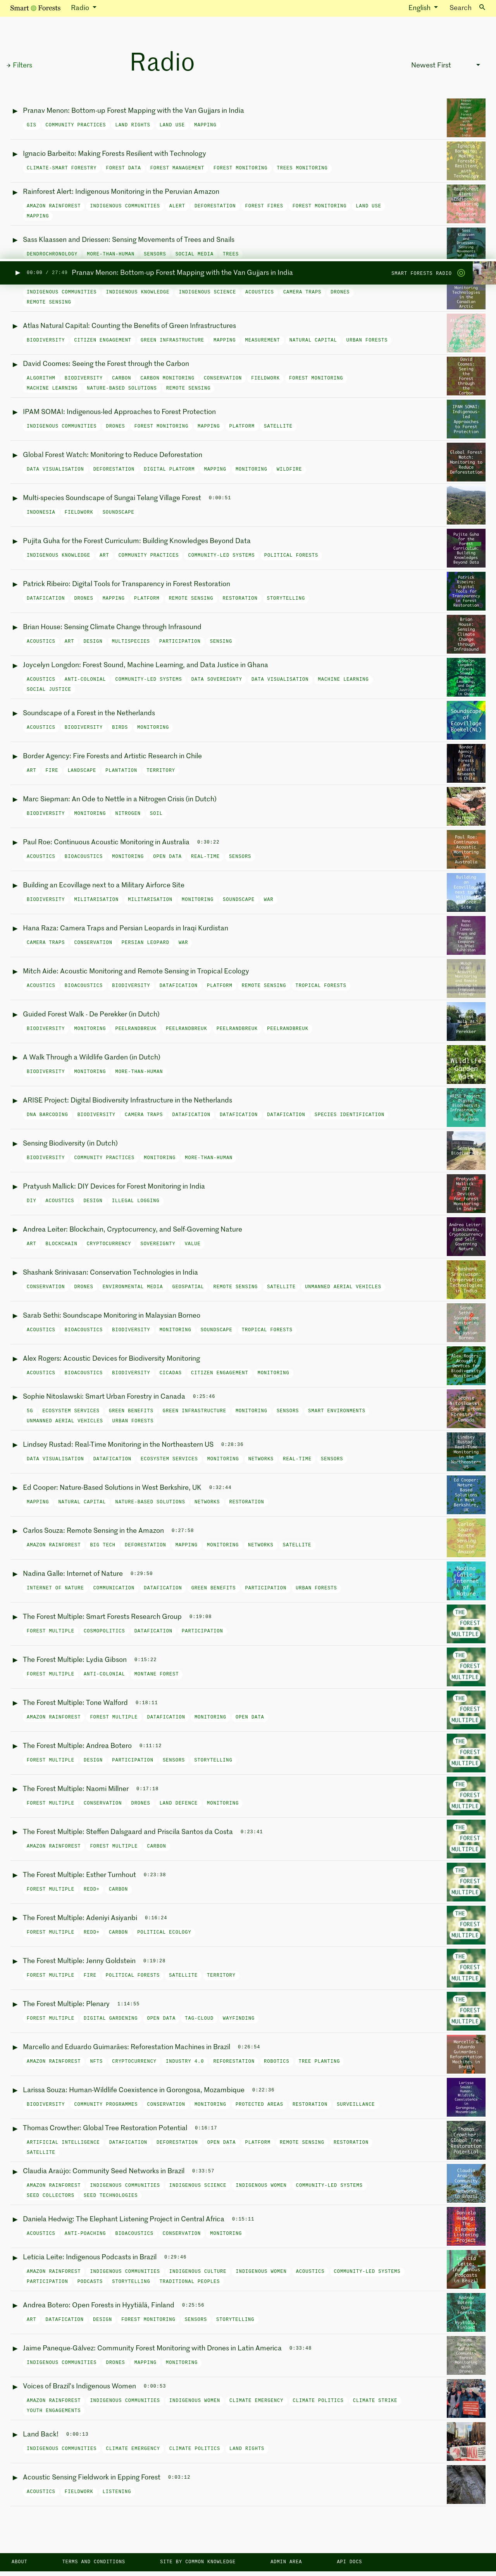 Smart Forests Radio English Search
Filters
Radio
Newest First
Pranav Menon: Bottom-up Forest Mapping with the Van Gujjars in India
GIS COMMUNITY PRACTICES LAND RIGHTS LAND USE MAPPING
Ignacio Barbeito: Making Forests Resilient with Technology
CLIMATE-SMART FORESTRY FOREST DATA FOREST MANAGEMENT FOREST MONITORING TREES MONITORING
Rainforest Alert: Indigenous Monitoring in the Peruvian Amazon
AMAZON RAINFOREST INDIGENOUS COMMUNITIES ALERT DEFORESTATION FOREST FIRES FOREST MONITORING LAND USE
MAPPING
Sass Klaassen and Driessen: Sensing Movements of Trees and Snails
DENDROCHRONOLOGY MORE-THAN-HUMAN SENSORS SOCIAL MEDIA TREES
00:00 / 27:49 Pranav Menon: Bottom-up Forest Mapping with the Van Gujjars in India SMART FORESTS RADIO
INDIGENOUS COMMUNITIES INDIGENOUS KNOWLEDGE INDIGENOUS SCIENCE ACOUSTICS CAMERA TRAPS DRONES
REMOTE SENSING
Atlas Natural Capital: Counting the Benefits of Green Infrastructures
BIODIVERSITY CITIZEN ENGAGEMENT GREEN INFRASTRUCTURE MAPPING MEASUREMENT NATURAL CAPITAL URBAN FORESTS
David Coomes: Seeing the Forest through the Carbon
ALGORITHM BIODIVERSITY CARBON CARBON MONITORING CONSERVATION FIELDWORK FOREST MONITORING
MACHINE LEARNING NATURE-BASED SOLUTIONS REMOTE SENSING
IPAM SOMAI: Indigenous-led Approaches to Forest Protection
INDIGENOUS COMMUNITIES DRONES FOREST MONITORING MAPPING PLATFORM SATELLITE
Global Forest Watch: Monitoring to Reduce Deforestation
DATA VISUALISATION DEFORESTATION DIGITAL PLATFORM MAPPING MONITORING WILDFIRE
Multi-species Soundscape of Sungai Telang Village Forest 0:08:51
INDONESIA FIELDWORK SOUNDSCAPE
Pujita Guha for the Forest Curriculum: Building Knowledges Beyond Data
INDIGENOUS KNOWLEDGE ART COMMUNITY PRACTICES COMMUNITY-LED SYSTEMS POLITICAL FORESTS
Patrick Ribeiro: Digital Tools for Transparency in Forest Restoration
DATAFICATION DRONES MAPPING PLATFORM REMOTE SENSING RESTORATION STORYTELLING
Brian House: Sensing Climate Change through Infrasound
ACOUSTICS ART DESIGN MULTISPECIES PARTICIPATION SENSING
Joycelyn Longdon: Forest Sound, Machine Learning, and Data Justice in Ghana
ACOUSTICS ANTI-COLONIAL COMMUNITY-LED SYSTEMS DATA SOVEREIGNTY DATA VISUALISATION MACHINE LEARNING
SOCIAL JUSTICE
Soundscape of a Forest in the Netherlands
ACOUSTICS BIODIVERSITY BIRDS MONITORING
Border Agency: Fire Forests and Artistic Research in Chile
ART FIRE LANDSCAPE PLANTATION TERRITORY
Marc Siepman: An Ode to Nettle in a Nitrogen Crisis (in Dutch)
BIODIVERSITY MONITORING NITROGEN SOIL
Paul Roe: Continuous Acoustic Monitoring in Australia 0:30:22
ACOUSTICS BIOACOUSTICS MONITORING OPEN DATA REAL-TIME SENSORS
Building an Ecovillage next to a Military Airforce Site
BIODIVERSITY MILITARISATION MILITARISATION MONITORING SOUNDSCAPE WAR
Hana Raza: Camera Traps and Persian Leopards in Iraqi Kurdistan
CAMERA TRAPS CONSERVATION PERSIAN LEOPARD WAR
Mitch Aide: Acoustic Monitoring and Remote Sensing in Tropical Ecology
ACOUSTICS BIOACOUSTICS BIODIVERSITY DATAFICATION PLATFORM REMOTE SENSING TROPICAL FORESTS
Guided Forest Walk - De Perekker (in Dutch)
BIODIVERSITY MONITORING PEELRANDBREUK PEELRANGBREUK PEELRANDBREUK PEELRANDBREUK
A Walk Through a Wildlife Garden (in Dutch)
BIODIVERSITY MONITORING MORE-THAN-HUMAN
ARISE Project: Digital Biodiversity Infrastructure in the Netherlands
DNA BARCODING BIODIVERSITY CAMERA TRAPS DATAFICATION DATAFICATION DATAFICATION SPECIES IDENTIFICATION
Sensing Biodiversity (in Dutch)
BIODIVERSITY COMMUNITY PRACTICES MONITORING MORE-THAN-HUMAN
Pratyush Mallick: DIY Devices for Forest Monitoring in India
DIY ACOUSTICS DESIGN ILLEGAL LOGGING
Andrea Leiter: Blockchain, Cryptocurrency, and Self-Governing Nature
ART BLOCKCHAIN CRYPTOCURRENCY SOVEREIGNTY VALUE
Shashank Srinivasan: Conservation Technologies in India
CONSERVATION DRONES ENVIRONMENTAL MEDIA GEOSPATIAL REMOTE SENSING SATELLITE UNMANNED AERIAL VEHICLES
Sarab Sethi: Soundscape Monitoring in Malaysian Borneo
ACOUSTICS BIOACOUSTICS BIODIVERSITY MONITORING SOUNDSCAPE TROPICAL FORESTS
Alex Rogers: Acoustic Devices for Biodiversity Monitoring
ACOUSTICS BIOACOUSTICS BIODIVERSITY CICADAS CITIZEN ENGAGEMENT MONITORING
Sophie Nitoslawski: Smart Urban Forestry in Canada 0:25:46
5G ECOSYSTEM SERVICES GREEN BENEFITS GREEN INFRASTRUCTURE MONITORING SENSORS SMART ENVIRONMENTS
UNMANNED AERIAL VEHICLES URBAN FORESTS
Lindsey Rustad: Real-Time Monitoring in the Northeastern US 0:28:36
DATA VISUALISATION DATAFICATION ECOSYSTEM SERVICES MONITORING NETWORKS REAL-TIME SENSORS
Ed Cooper: Nature-Based Solutions in West Berkshire, UK 0:32:44
MAPPING NATURAL CAPITAL NATURE-BASED SOLUTIONS NETWORKS RESTORATION
Carlos Souza: Remote Sensing in the Amazon 0:27:50
AMAZON RAINFOREST BIG TECH DEFORESTATION MAPPING MONITORING NETWORKS SATELLITE
Nadina Galle: Internet of Nature 0:29:50
INTERNET OF NATURE COMMUNICATION DATAFICATION GREEN BENEFITS PARTICIPATION URBAN FORESTS
The Forest Multiple: Smart Forests Research Group 0:19:08
FOREST MULTIPLE COSMOPOLITICS DATAFICATION PARTICIPATION
The Forest Multiple: Lydia Gibson 0:15:22
FOREST MULTIPLE ANTI-COLONIAL MONTANE FOREST
The Forest Multiple: Tone Walford 0:18:11
AMAZON RAINFOREST FOREST MULTIPLE DATAFICATION MONITORING OPEN DATA
The Forest Multiple: Andrea Botero 0:11:12
FOREST MULTIPLE DESIGN PARTICIPATION SENSORS STORYTELLING
The Forest Multiple: Naomi Millner 0:17:18
FOREST MULTIPLE CONSERVATION DRONES LAND DEFENCE MONITORING
The Forest Multiple: Steffen Dalsgaard and Priscila Santos da Costa 0:23:41
AMAZON RAINFOREST FOREST MULTIPLE CARBON
The Forest Multiple: Esther Turnhout 0:23:36
FOREST MULTIPLE REDD+ CARBON
The Forest Multiple: Adeniyi Asiyanbi 0:16:24
FOREST MULTIPLE REDD+ CARBON POLITICAL ECOLOGY
The Forest Multiple: Jenny Goldstein 0:19:26
FOREST MULTIPLE FIRE POLITICAL FORESTS SATELLITE TERRITORY
The Forest Multiple: Plenary 1:14:55
FOREST MULTIPLE DIGITAL GARDENING OPEN DATA TAG-CLOUD WAYFINDING
Marcello and Eduardo Guimarães: Reforestation Machines in Brazil 0:26:54
AMAZON RAINFOREST NFTS CRYPTOCURRENCY INDUSTRY 4.0 REFORESTATION ROBOTICS TREE PLANTING
Larissa Souza: Human-Wildlife Coexistence in Gorongosa, Mozambique 0:22:36
BIODIVERSITY COMMUNITY PROGRAMMES CONSERVATION MONITORING PROTECTED AREAS RESTORATION SURVEILLANCE
Thomas Crowther: Global Tree Restoration Potential 0:16:17
ARTIFICIAL INTELLIGENCE DATAFICATION DEFORESTATION OPEN DATA PLATFORM REMOTE SENSING RESTORATION
SATELLITE
Claudia Araújo: Community Seed Networks in Brazil 0:33:57
AMAZON RAINFOREST INDIGENOUS COMMUNITIES INDIGENOUS SCIENCE INDIGENOUS WOMEN COMMUNITY-LED SYSTEMS
SEED COLLECTORS SEED TECHNOLOGIES
Daniela Hedwig: The Elephant Listening Project in Central Africa 0:15:11
ACOUSTICS ANTI-POACHING BIOACOUSTICS CONSERVATION MONITORING
Letícia Leite: Indigenous Podcasts in Brazil 0:29:46
AMAZON RAINFOREST INDIGENOUS COMMUNITIES INDIGENOUS CULTURE INDIGENOUS WOMEN ACOUSTICS COMMUNITY-LED SYSTEMS
PARTICIPATION PODCASTS STORYTELLING TRADITIONAL PEOPLES
Andrea Botero: Open Forests in Hyytiälä, Finland 0:25:56
ART DATAFICATION DESIGN FOREST MONITORING SENSORS STORYTELLING
Jaime Paneque-Gálvez: Community Forest Monitoring with Drones in Latin America 0:33:48
INDIGENOUS COMMUNITIES DRONES MAPPING MONITORING
Voices of Brazil's Indigenous Women 0:08:53
AMAZON RAINFOREST INDIGENOUS COMMUNITIES INDIGENOUS WOMEN CLIMATE EMERGENCY CLIMATE POLITICS CLIMATE STRIKE
YOUTH ENGAGEMENTS
Land Back! 0:06:13
INDIGENOUS COMMUNITIES CLIMATE EMERGENCY CLIMATE POLITICS LAND RIGHTS
Acoustic Sensing Fieldwork in Epping Forest 0:03:12
ACOUSTICS FIELDWORK LISTENING
ABOUT TERMS AND CONDITIONS SITE BY COMMON KNOWLEDGE ADMIN AREA API DOCS